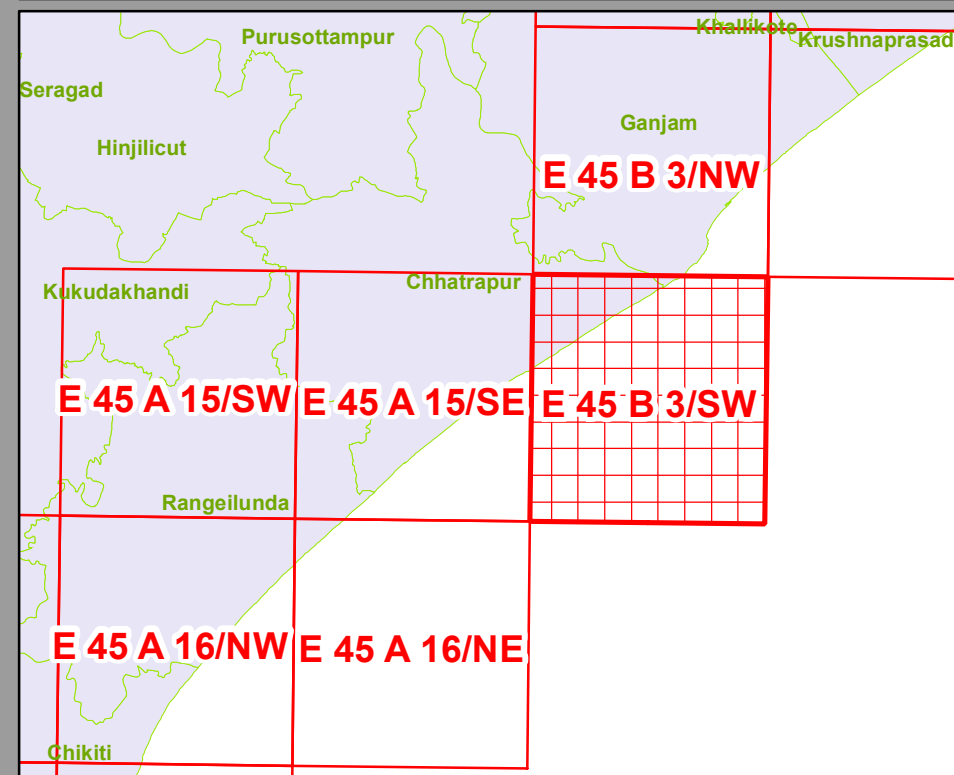 Khallikote
Purusottampur
Krushnaprasad
Seragad
Ganjam
Hinjilicut
E 45 B 3/NW
Chhatrapur
Kukudakhandi
E 45 A 15/SW
E 45 A 15/SE
E 45 B 3/SW
Rangeilunda
E 45 A 16/NW
E 45 A 16/NE
Chikiti